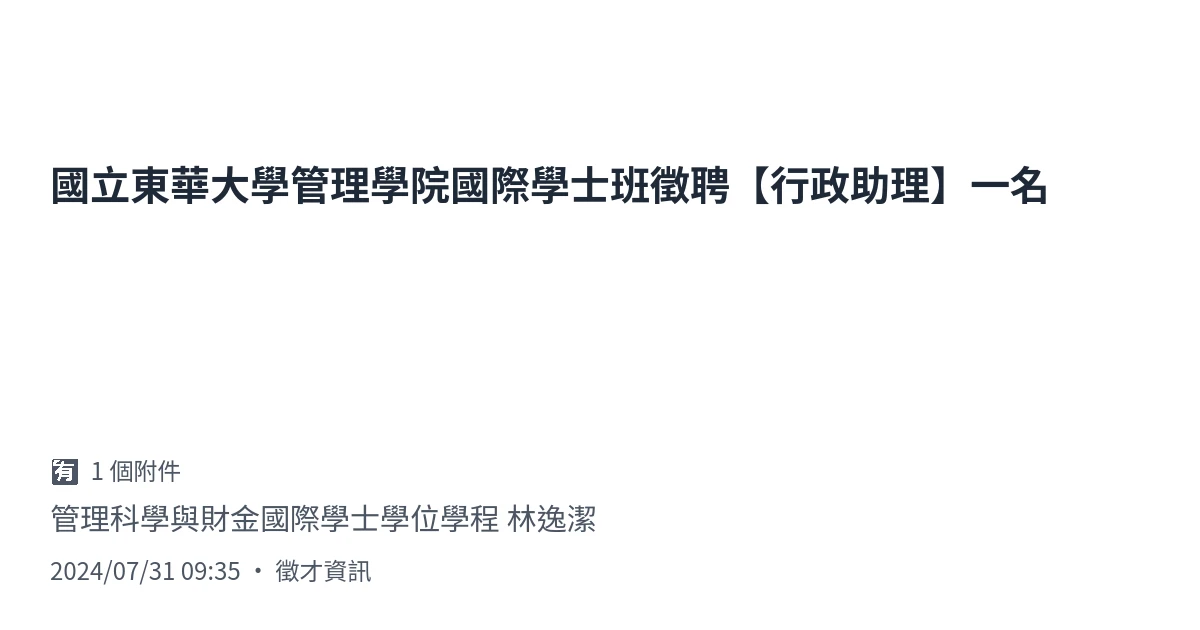 國立東華大學管理學院國際學士班徵聘【行政助理】一名
🈶 1 個附件
管理科學與財金國際學士學位學程 林逸潔
2024/07/31 09:35 ・ 徵才資訊